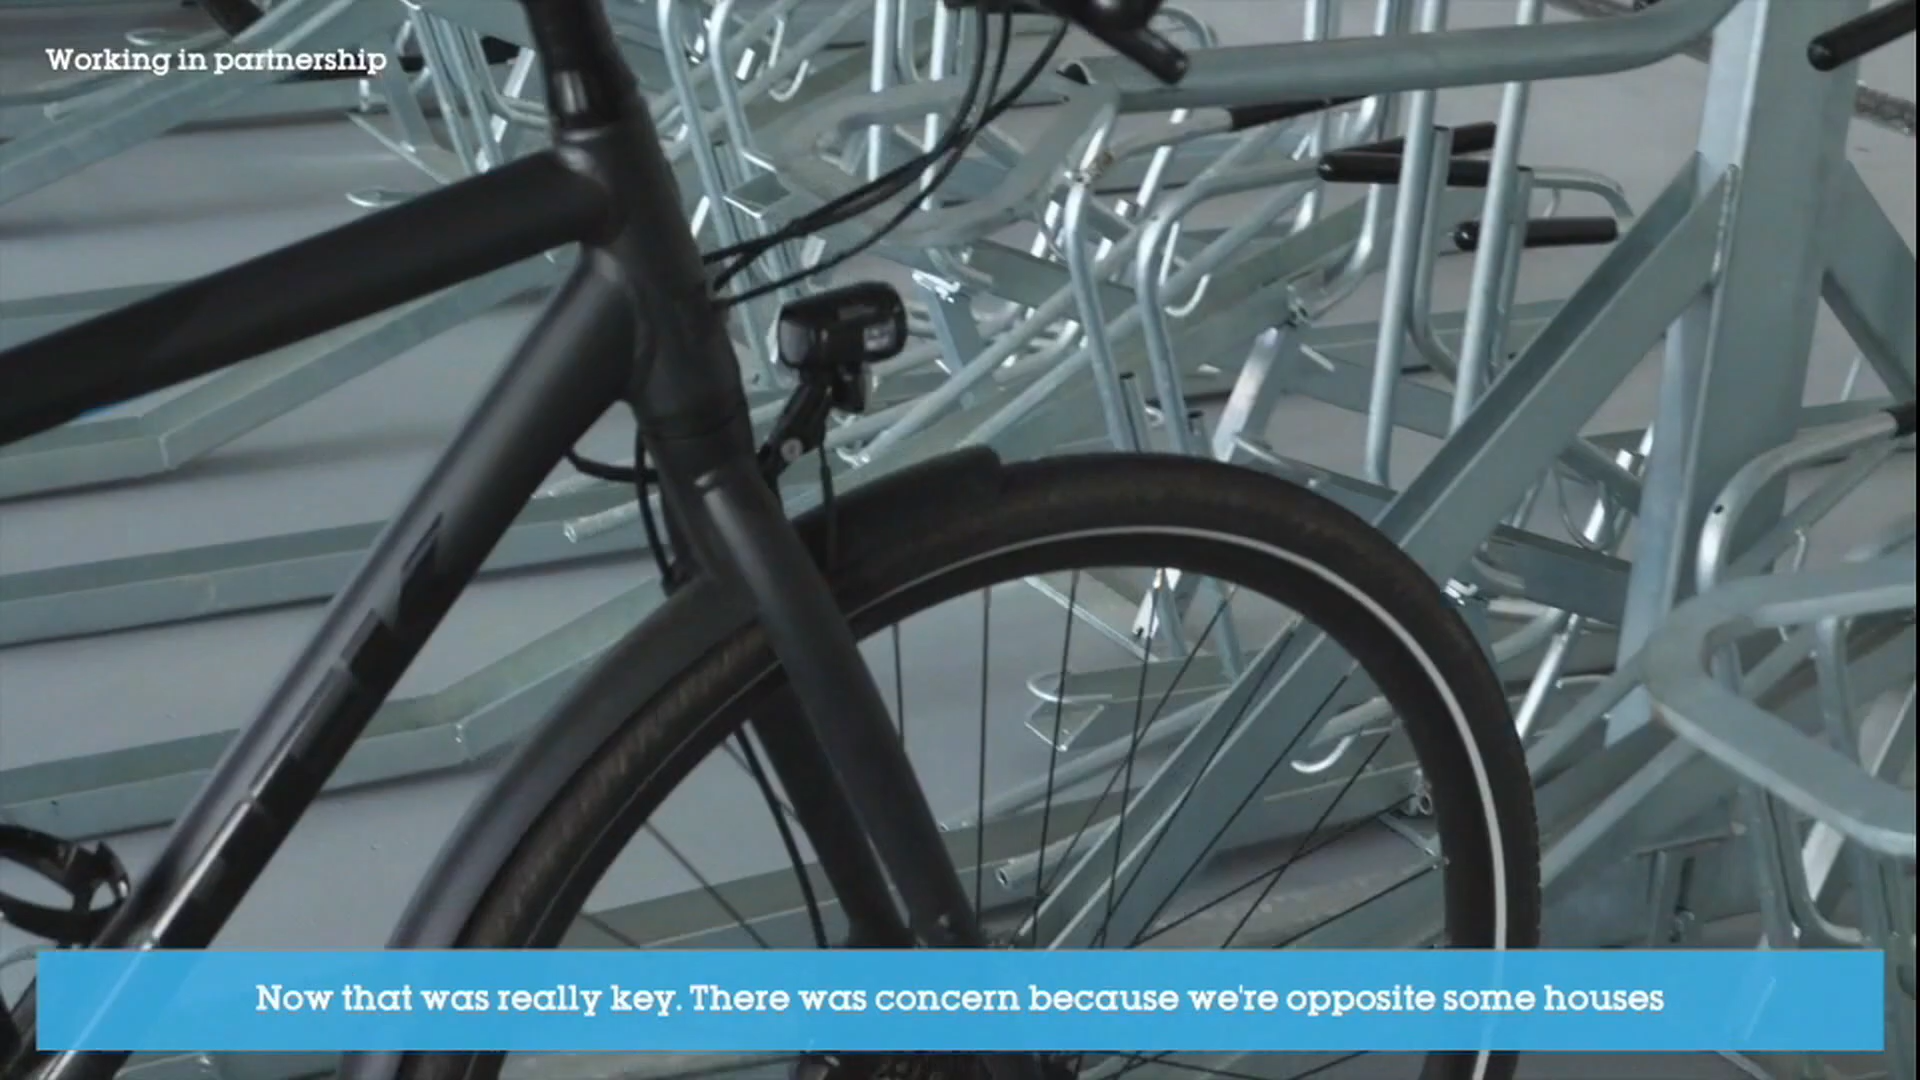 Working in partnership
Now that was really key. There was concern because we're opposite some houses